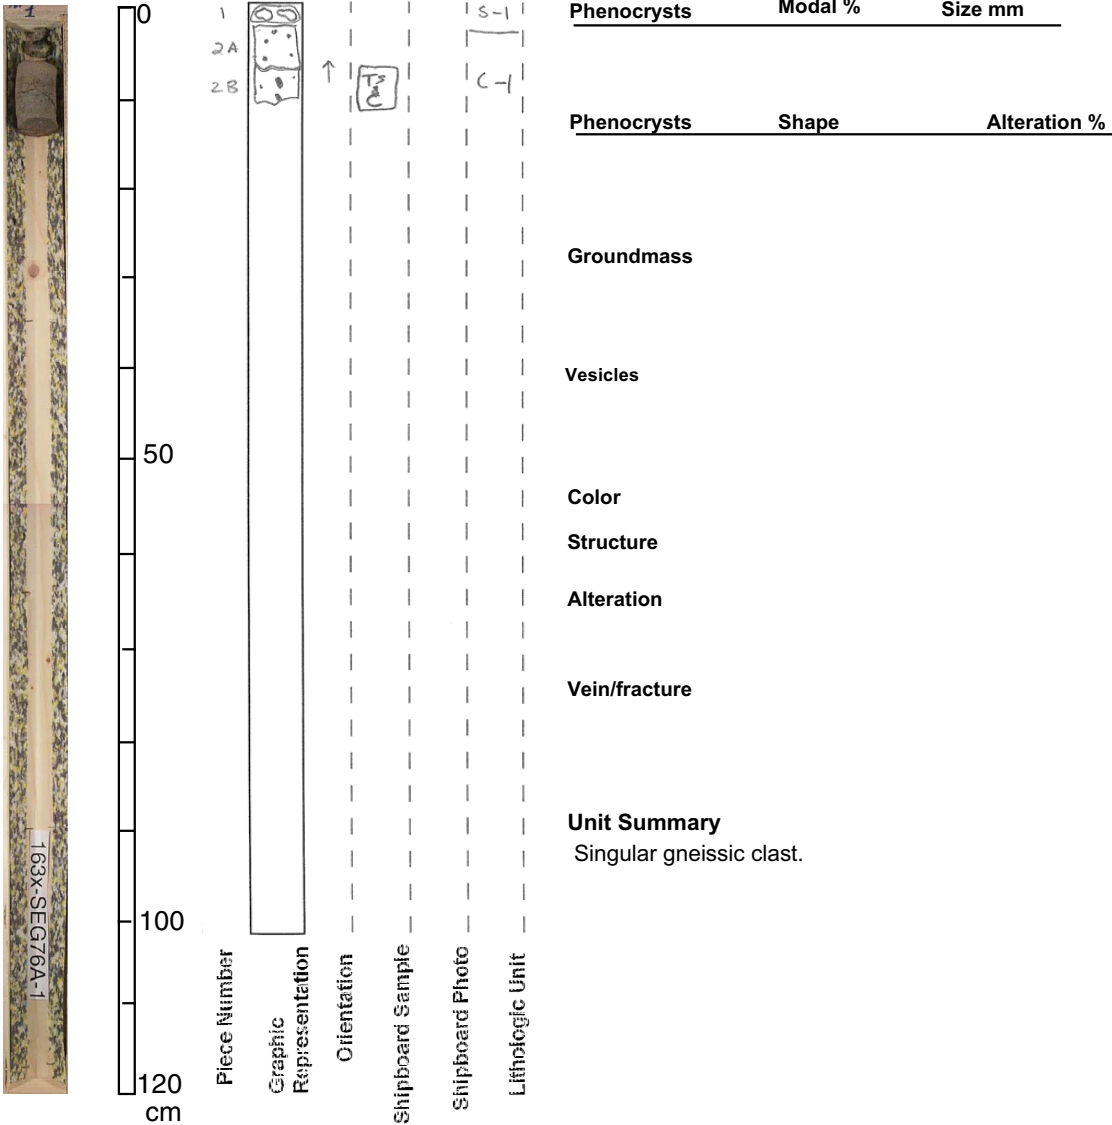 1
0
1
2A
2B
↑
TS
C
S-1
C-1
Phenocrysts Modal % Size mm
Phenocrysts Shape Alteration %
Groundmass
Vesicles
50
Color
Structure
Alteration
Vein/fracture
Unit Summary
Singular gneissic clast.
163x-SEG76A-1
100
120
cm
Piece Number
Graphic
Representation
Orientation
Shipboard Sample
Shipboard Photo
Lithologic Unit